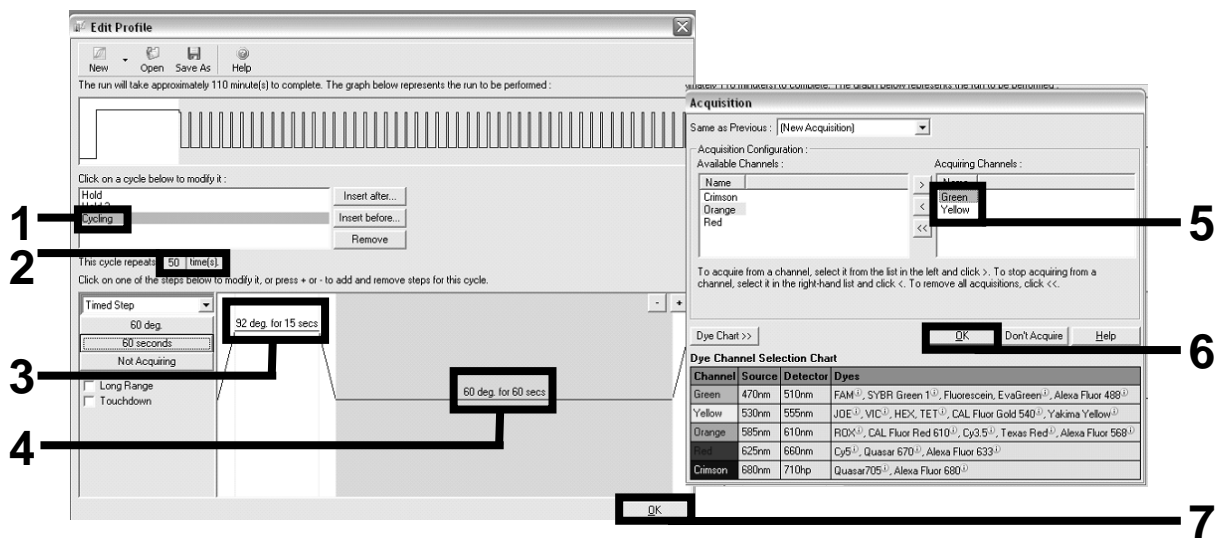 Edit Profile
New Open Save As Help
The run will take approximately 110 minute(s) to complete. The graph below represents the run to be performed :
Click on a cycle below to modify it :
Hold
Hold 2
Cycling
Insert after...
Insert before...
Remove
This cycle repeats 50 time(s).
Click on one of the steps below to modify it, or press + or - to add and remove steps for this cycle.
Timed Step
60 deg.
60 seconds
Not Acquiring
Long Range
Touchdown
92 deg. for 15 secs
60 deg. for 60 secs
- +
OK
1
2
3
4
Acquisition
Same as Previous : (New Acquisition)
Acquisition Configuration :
Available Channels : Acquiring Channels :
Name Name
Crimson
Orange
Red
>
<
<<
Green
Yellow
To acquire from a channel, select it from the list in the left and click >. To stop acquiring from a
channel, select it in the right-hand list and click <. To remove all acquisitions, click <<.
Dye Chart >> OK Don't Acquire Help
Dye Channel Selection Chart
Channel Source Detector Dyes
Green 470nm 510nm FAM, SYBR Green 1, Fluorescein, EvaGreen, Alexa Fluor 488
Yellow 530nm 555nm JOE, VIC, HEX, TET, CAL Fluor Gold 540, Yakima Yellow
Orange 585nm 610nm ROX, CAL Fluor Red 610, Cy3.5, Texas Red, Alexa Fluor 568
Red 625nm 660nm Cy5, Quasar 670, Alexa Fluor 633
Crimson 680nm 710hp Quasar705, Alexa Fluor 680
5
6
7